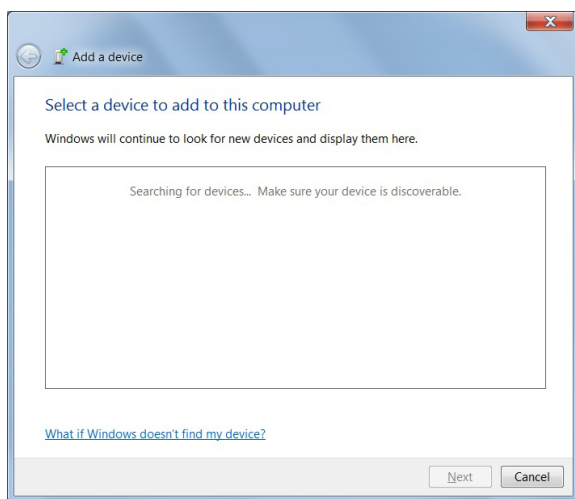 Add a device
Select a device to add to this computer
Windows will continue to look for new devices and display them here.
Searching for devices... Make sure your device is discoverable.
What if Windows doesn't find my device?
Next
Cancel